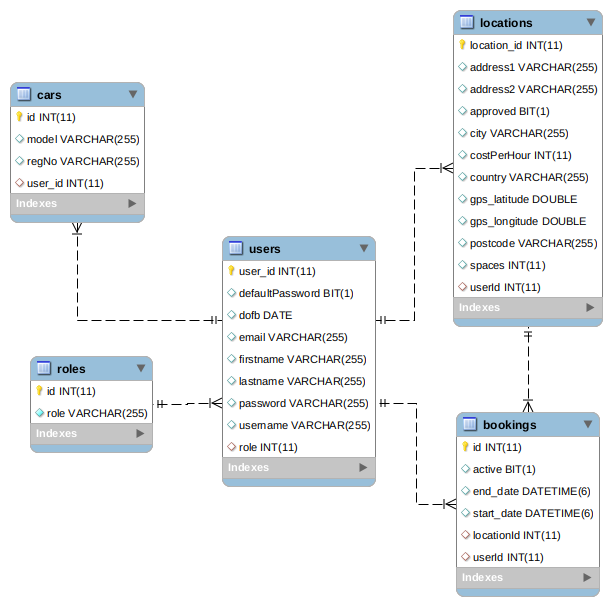 locations
location_id INT(11)
address1 VARCHAR(255)
address2 VARCHAR(255)
approved BIT(1)
city VARCHAR(255)
costPerHour INT(11)
country VARCHAR(255)
gps_latitude DOUBLE
gps_longitude DOUBLE
postcode VARCHAR(255)
spaces INT(11)
userId INT(11)
Indexes
cars
id INT(11)
model VARCHAR(255)
regNo VARCHAR(255)
user_id INT(11)
Indexes
users
user_id INT(11)
defaultPassword BIT(1)
dofb DATE
email VARCHAR(255)
firstname VARCHAR(255)
lastname VARCHAR(255)
password VARCHAR(255)
username VARCHAR(255)
role INT(11)
Indexes
roles
id INT(11)
role VARCHAR(255)
Indexes
bookings
id INT(11)
active BIT(1)
end_date DATETIME(6)
start_date DATETIME(6)
locationId INT(11)
userId INT(11)
Indexes